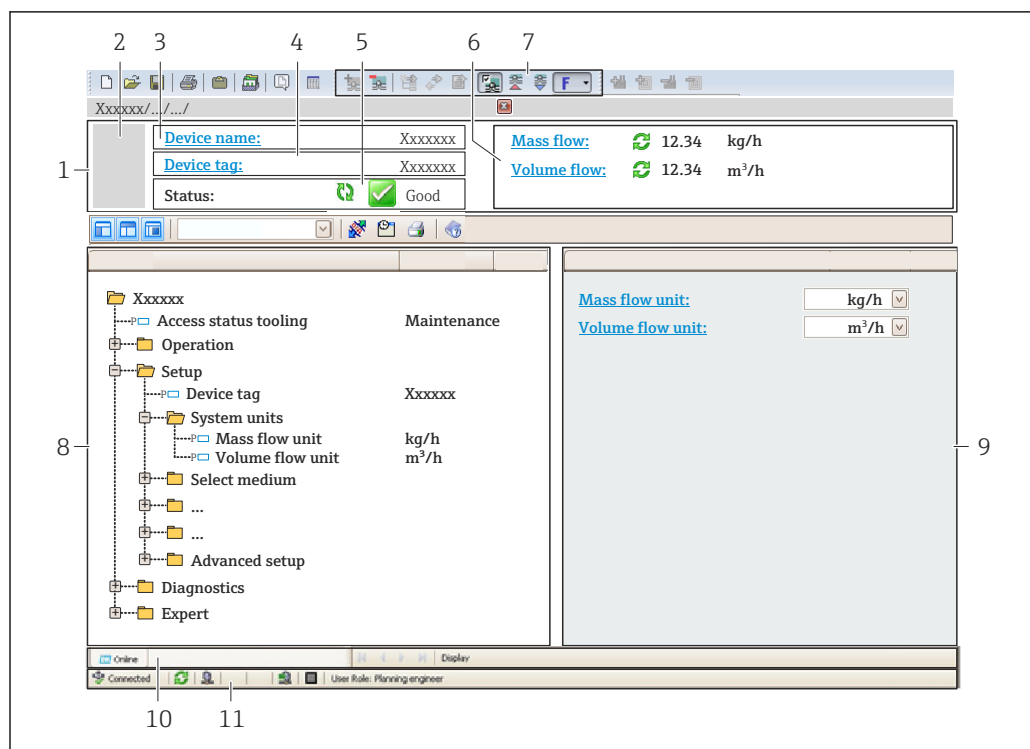 2 3 4 5 6 7
F
Xxxxxx/.../.../
1
Device name: Xxxxxxx
Device tag: Xxxxxxx
Status: Good
Mass flow: 12.34 kg/h
Volume flow: 12.34 m³/h
Xxxxxx
P Access status tooling Maintenance
Operation
Setup
P Device tag Xxxxxx
System units
P Mass flow unit kg/h
P Volume flow unit m³/h
Select medium
...
...
Advanced setup
Diagnostics
Expert
8
Mass flow unit: kg/h
Volume flow unit: m³/h
9
Online Display
Connected User Role: Planning engineer
10 11